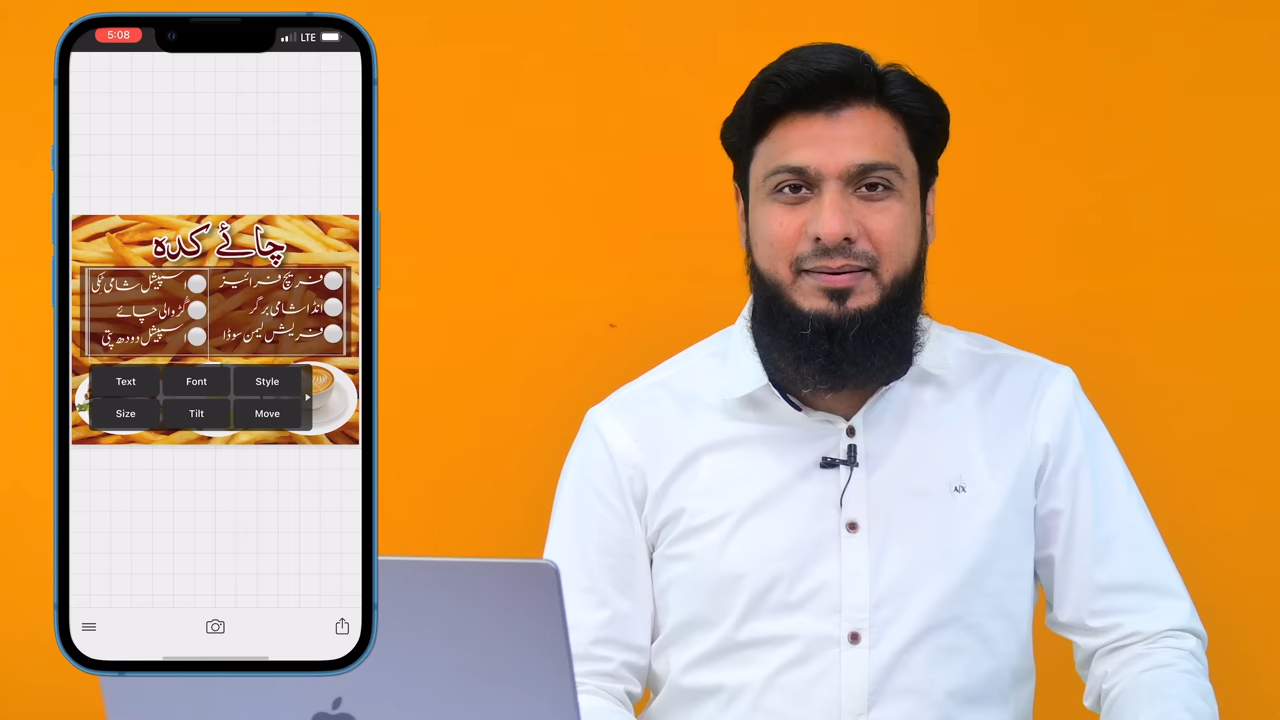 5:08
LTE
چائے کدہ
فرینچ فرائیز
اسپیشل شامی ٹکی
انڈا شامی برگر
گڑ والی چائے
فریش لیمن سوڈا
اسپیشل دودھ پتی
Text Font Style
Size Tilt Move
A|X